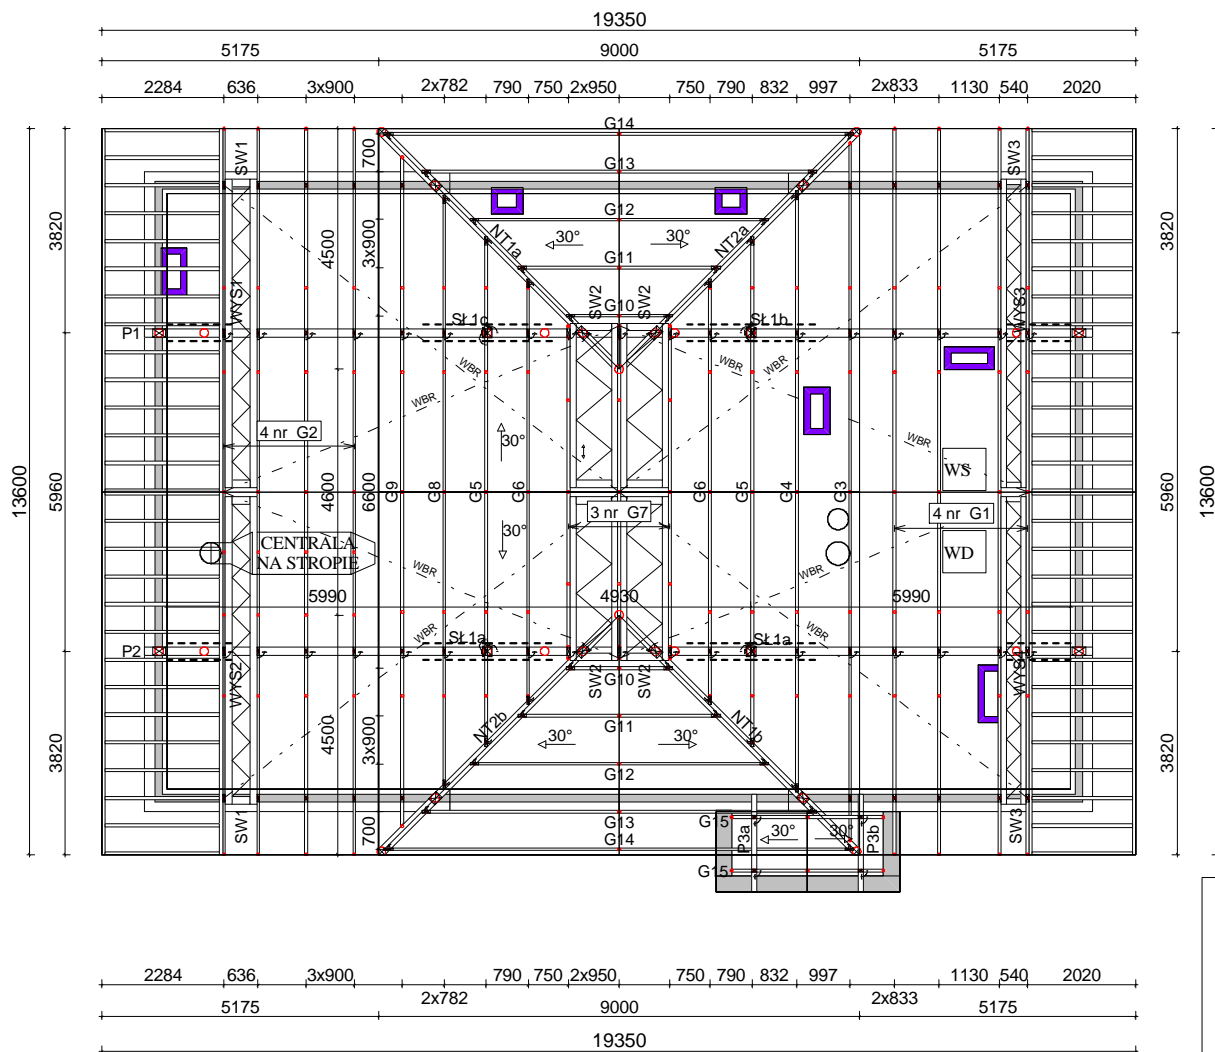 19350
5175 9000 5175
2284 636 3x900 2x782 790 750 2x950 750 790 832 997 2x833 1130 540 2020
G14
SW1 700 G13 SW3
G12
3820 4500 3x900 NT1a 30° 30° NT2a 3820
G11
WYS1 SW2 G10 SW2 WYS3
P1 SŁ1c SŁ1b
WBR WBR WBR
WBR
4 nr G2 30° WBR
WS
13600 5960 4600 6600 G9 G8 G5 G6 G6 G5 G4 G3 5960 13600
3 nr G7 4 nr G1
30°
CENTRALA
NA STROPIE
WD
WBR WBR
5990 4930 5990
WBR WBR
SŁ1a SŁ1a
P2
WYS2 SW2 G10 SW2
G11
3820 4500 3x900 NT2b 30° 30° NT1b 3820
G12
SW1 700 G13 G15 P3a 30° 30° P3b SW3
G14
G15
2284 636 3x900 790 750 2x950 750 790 832 997 1130 540 2020
2x782 2x833
5175 9000 5175
19350